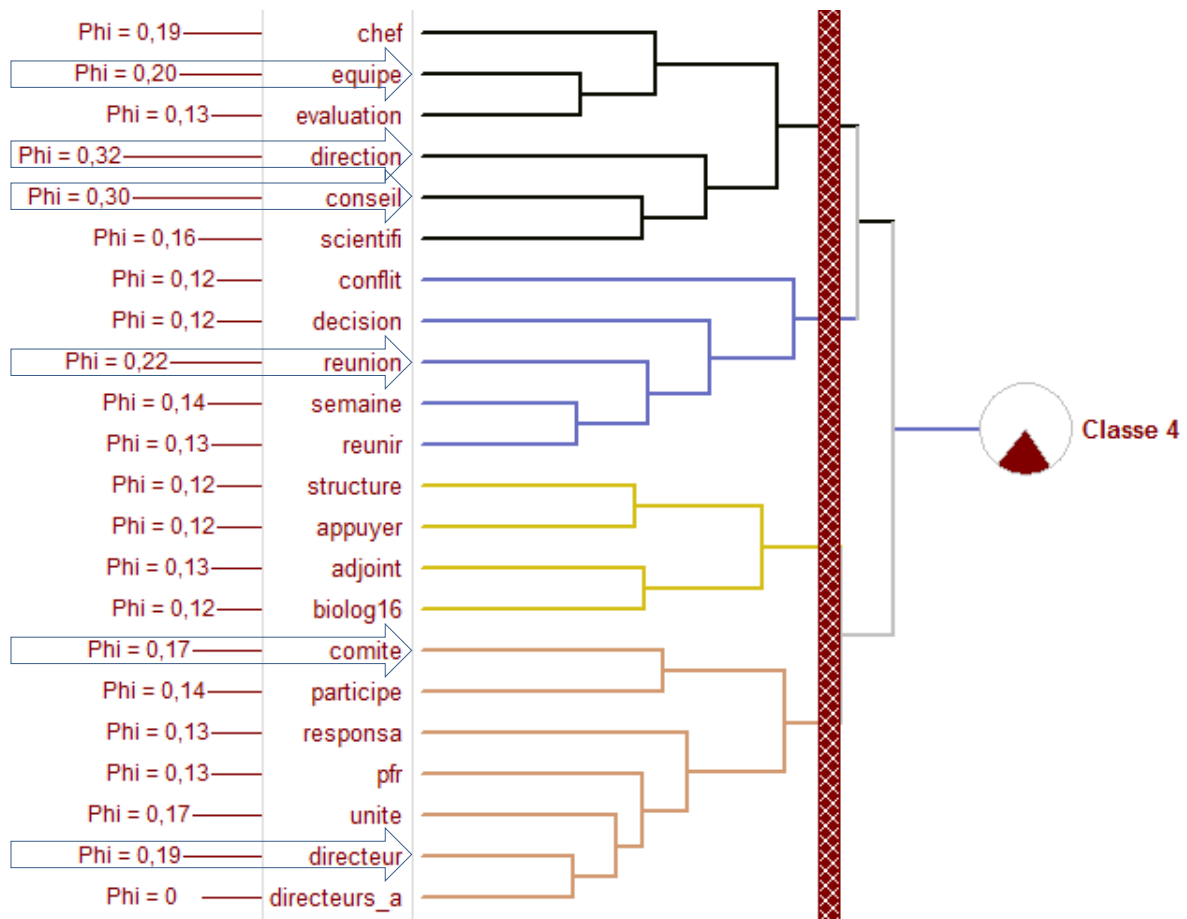 Phi = 0,19 chef
Phi = 0,20 equipe
Phi = 0,13 evaluation
Phi = 0,32 direction
Phi = 0,30 conseil
Phi = 0,16 scientifi
Phi = 0,12 conflit
Phi = 0,12 decision
Phi = 0,22 reunion
Phi = 0,14 semaine
Phi = 0,13 reunir
Phi = 0,12 structure
Phi = 0,12 appuyer
Phi = 0,13 adjoint
Phi = 0,12 biolog16
Phi = 0,17 comite
Phi = 0,14 participe
Phi = 0,13 responsa
Phi = 0,13 pfr
Phi = 0,17 unite
Phi = 0,19 directeur
Phi = 0 directeurs_a
Classe 4